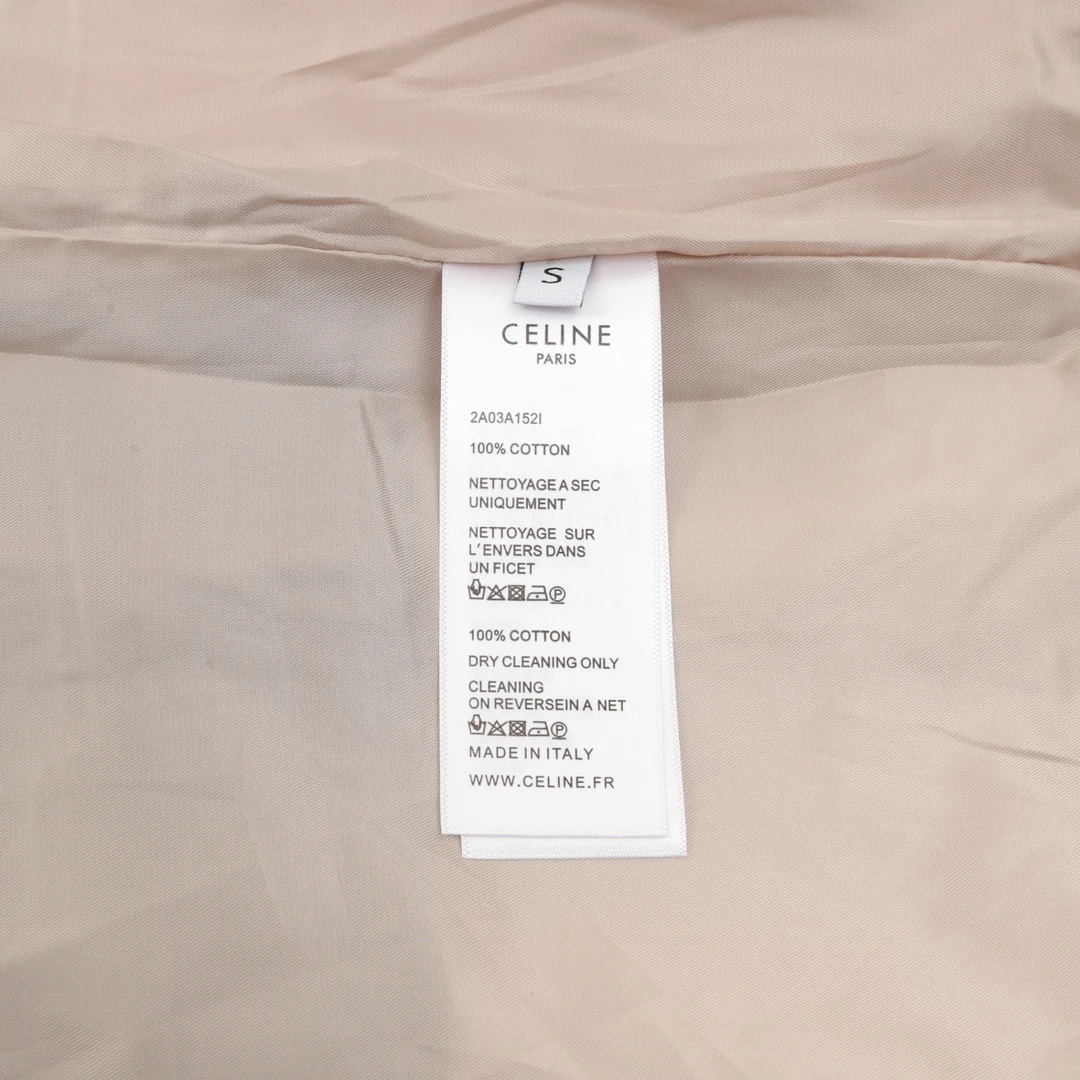 S
CELINE
PARIS
2A03A152I
100% COTTON
NETTOYAGE A SEC
UNIQUEMENT
NETTOYAGE SUR
L'ENVERS DANS
UN FICET
P
100% COTTON
DRY CLEANING ONLY
CLEANING
ON REVERSEIN A NET
P
MADE IN ITALY
WWW.CELINE.FR